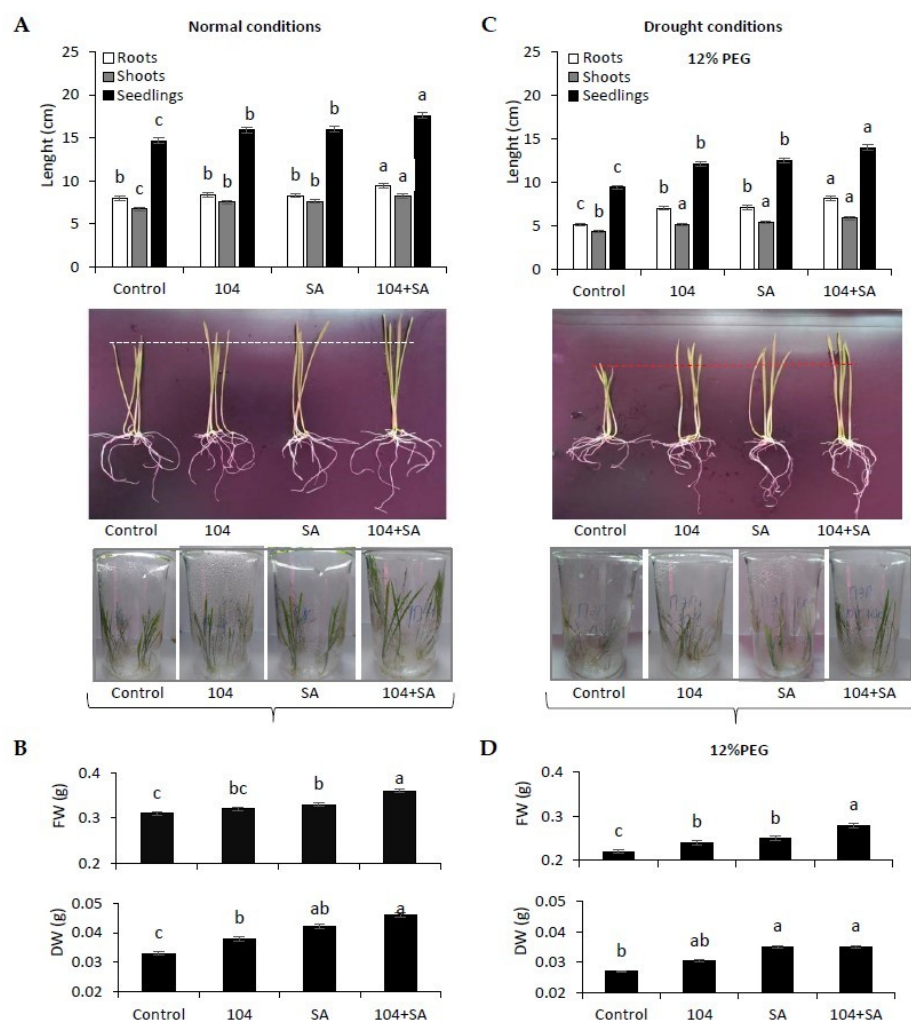 A Normal conditions
Roots
Shoots
Seedlings
Lenght (cm)
25
20
15
10
5
0
b c c
b b b
b b b
a a a
Control 104 SA 104+SA
Control 104 SA 104+SA
Control 104 SA 104+SA
B
FW (g)
0.4
0.3
0.2
c bc b a
DW (g)
0.05
0.04
0.03
0.02
c b ab a
Control 104 SA 104+SA
C Drought conditions
12% PEG
Roots
Shoots
Seedlings
Lenght (cm)
25
20
15
10
5
0
c b c
b a b
b a b
a a a
Control 104 SA 104+SA
Control 104 SA 104+SA
Control 104 SA 104+SA
D 12%PEG
FW (g)
0.4
0.3
0.2
c b b a
DW (g)
0.05
0.04
0.03
0.02
b ab a a
Control 104 SA 104+SA